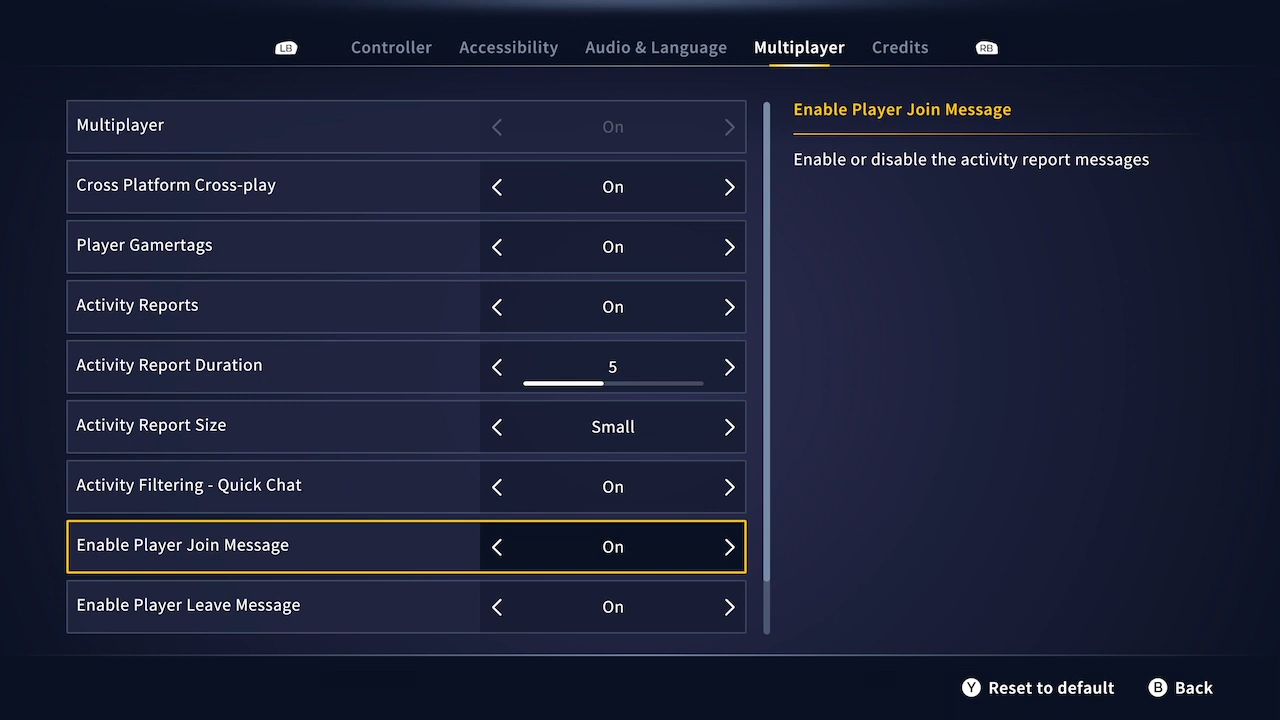 LB Controller Accessibility Audio & Language Multiplayer Credits RB
Multiplayer On
Cross Platform Cross-play On
Player Gamertags On
Activity Reports On
Activity Report Duration 5
Activity Report Size Small
Activity Filtering - Quick Chat On
Enable Player Join Message On
Enable Player Leave Message On
Enable Player Join Message
Enable or disable the activity report messages
Y Reset to default B Back